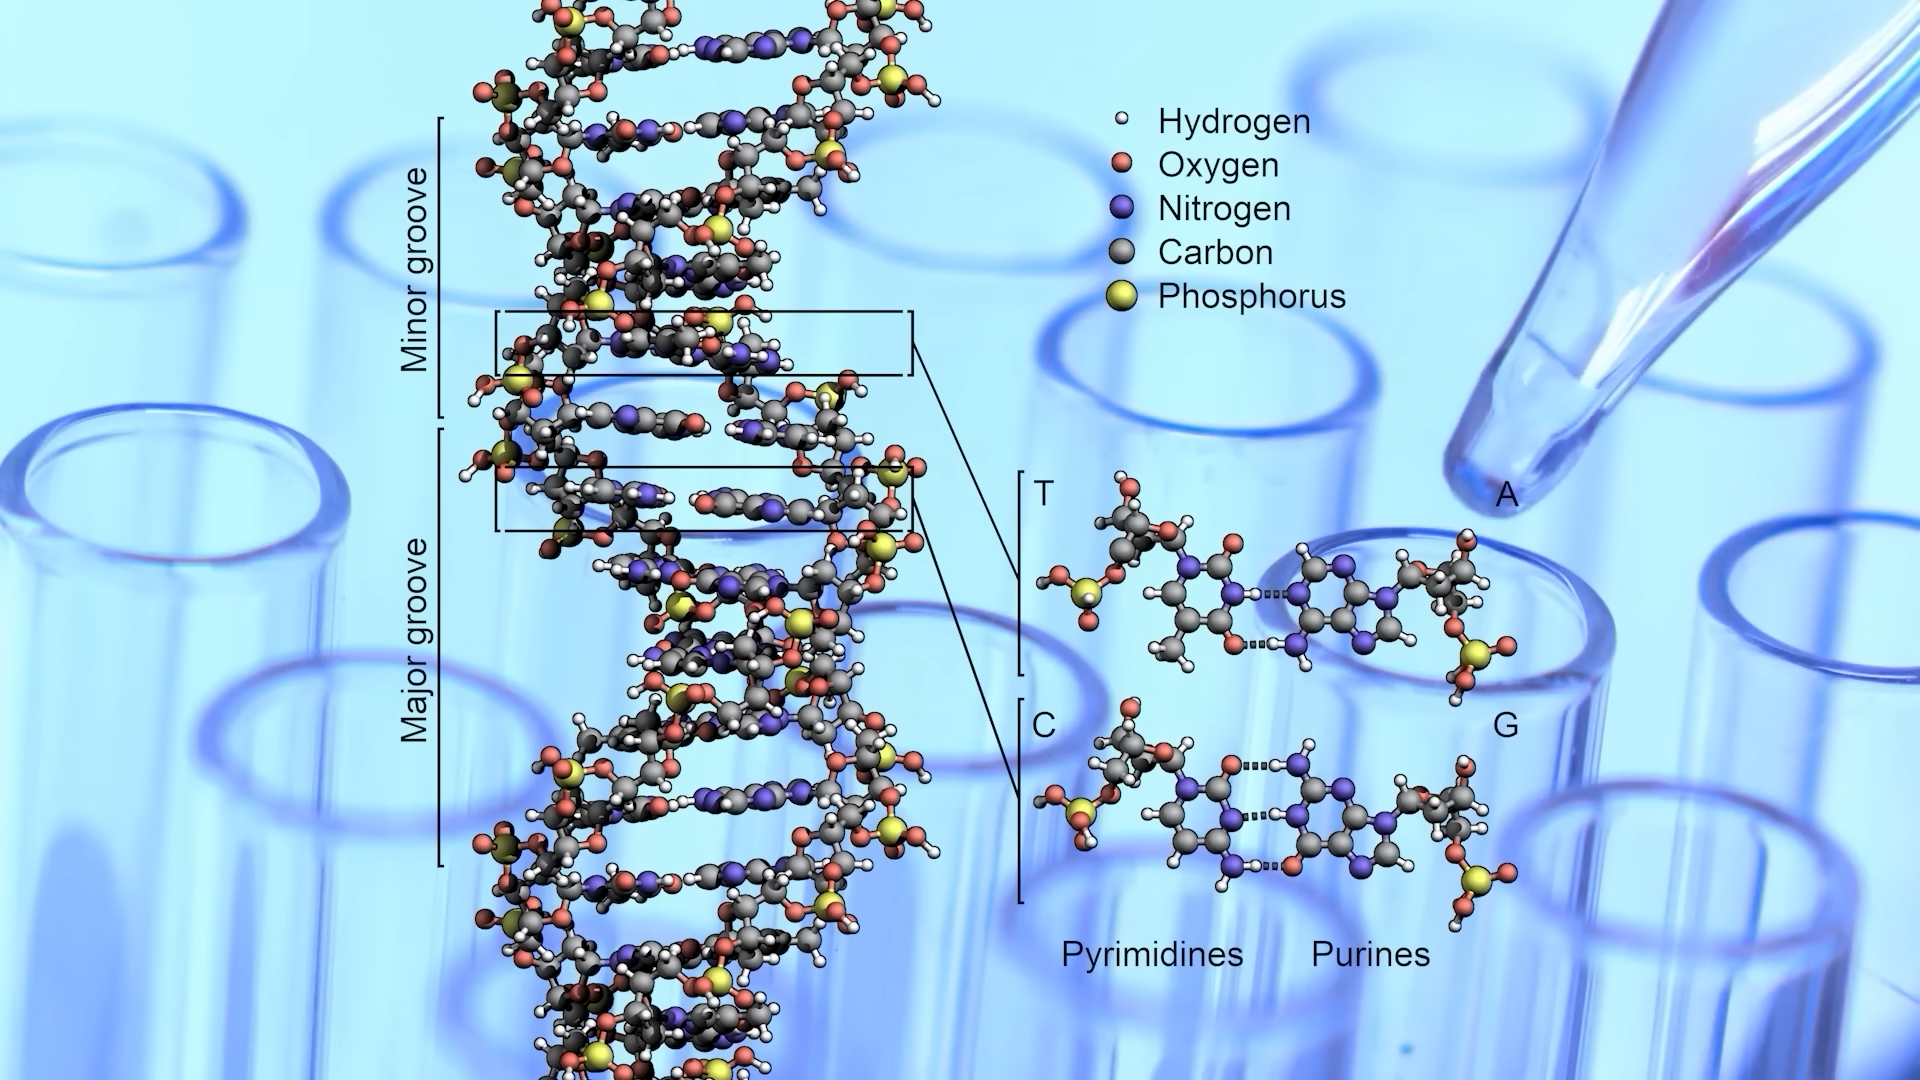 Minor groove
Major groove
Hydrogen
Oxygen
Nitrogen
Carbon
Phosphorus
T
A
C
G
Pyrimidines
Purines